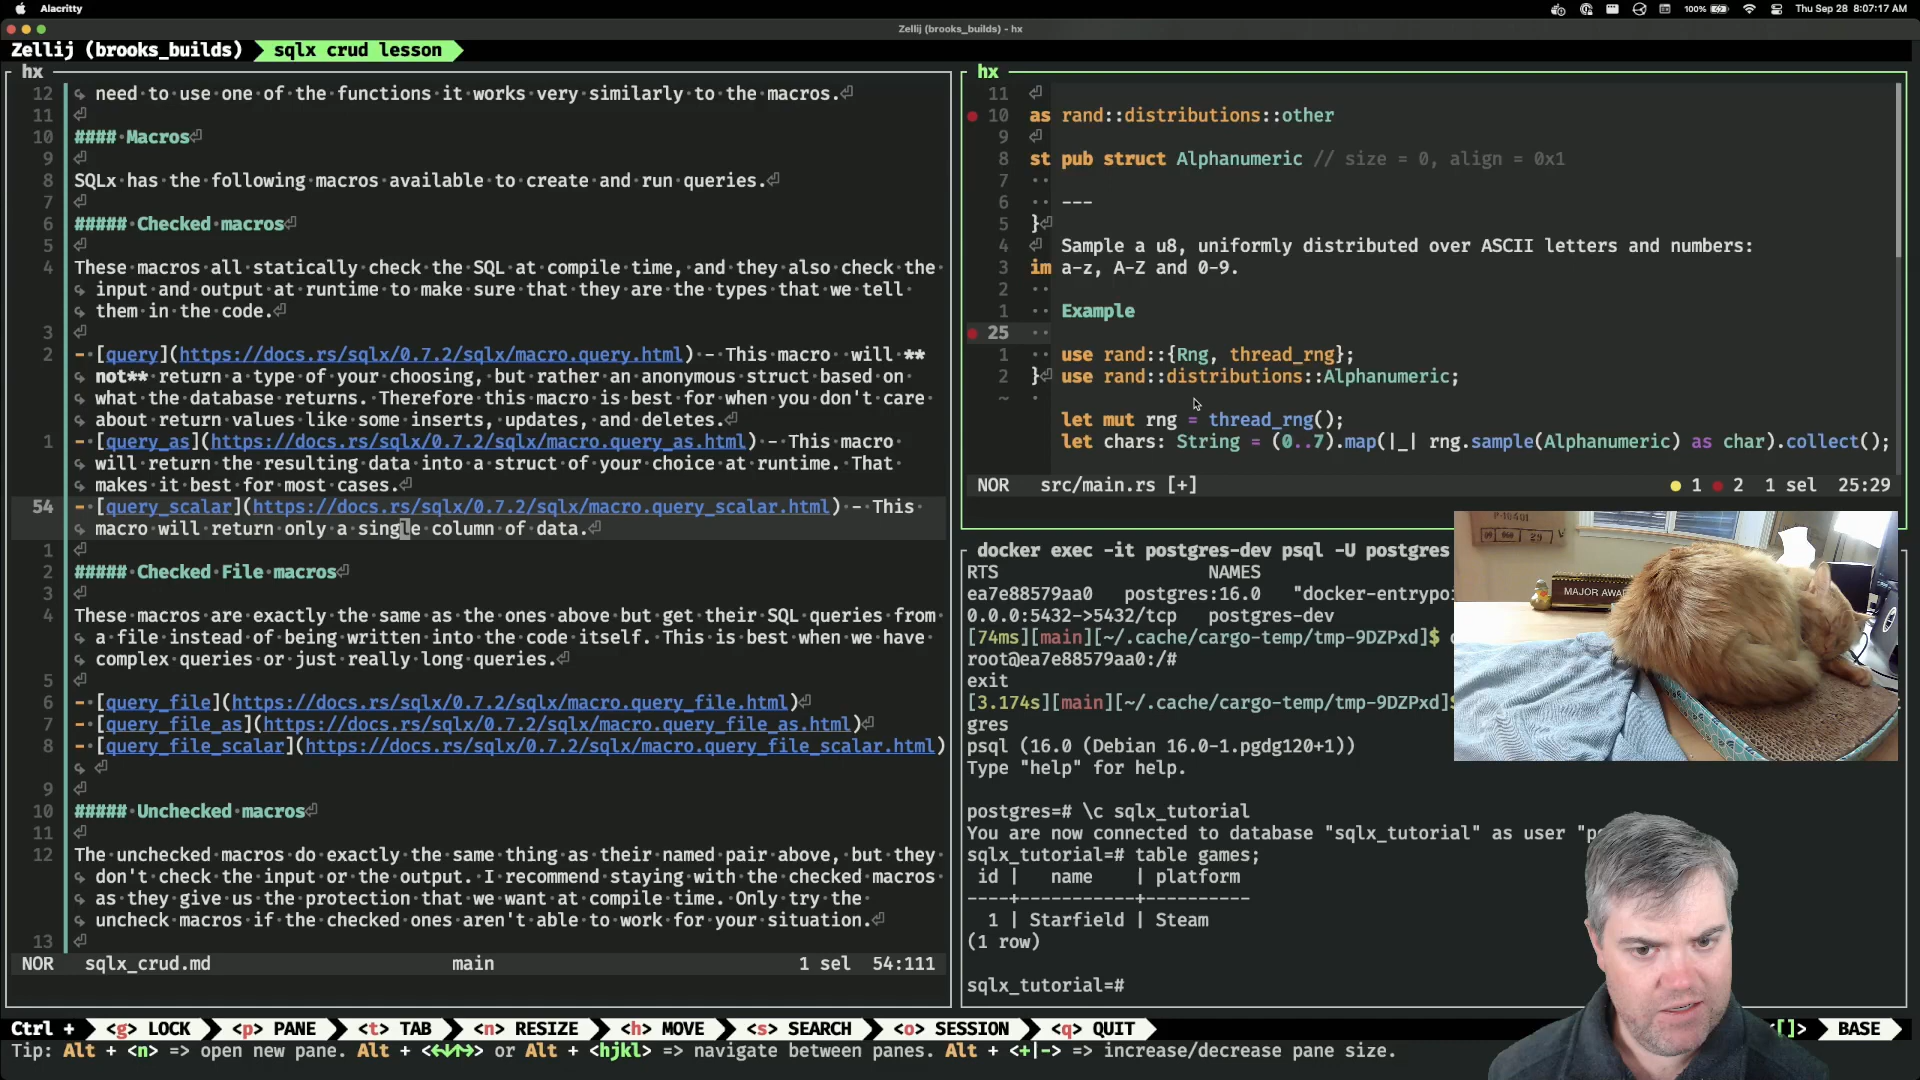 Alacritty
100%
Thu Sep 28 8:07:17 AM
Zellij (brooks_builds) - hx
Zellij (brooks_builds) sqlx crud lesson
hx
12 ↪ need·to·use·one·of·the·functions·it·works·very·similarly·to·the·macros.⏎
11 ⏎
10 ####·Macros⏎
9 ⏎
8 SQLx·has·the·following·macros·available·to·create·and·run·queries.⏎
7 ⏎
6 #####·Checked·macros⏎
5 ⏎
4 These·macros·all·statically·check·the·SQL·at·compile·time,·and·they·also·check·the·
↪ input·and·output·at·runtime·to·make·sure·that·they·are·the·types·that·we·tell·
↪ them·in·the·code.⏎
3 ⏎
2 -·[query](https://docs.rs/sqlx/0.7.2/sqlx/macro.query.html)·-·This·macro··will·**
↪ not**·return·a·type·of·your·choosing,·but·rather·an·anonymous·struct·based·on·
↪ what·the·database·returns.·Therefore·this·macro·is·best·for·when·you·don't·care·
↪ about·return·values·like·some·inserts,·updates,·and·deletes.⏎
1 -·[query_as](https://docs.rs/sqlx/0.7.2/sqlx/macro.query_as.html)·-·This·macro·
↪ will·return·the·resulting·data·into·a·struct·of·your·choice·at·runtime.·That·
↪ makes·it·best·for·most·cases.⏎
54 -·[query_scalar](https://docs.rs/sqlx/0.7.2/sqlx/macro.query_scalar.html)·-·This·
↪ macro·will·return·only·a·single·column·of·data.⏎
1 ⏎
2 #####·Checked·File·macros⏎
3 ⏎
4 These·macros·are·exactly·the·same·as·the·ones·above·but·get·their·SQL·queries·from·
↪ a·file·instead·of·being·written·into·the·code·itself.·This·is·best·when·we·have·
↪ complex·queries·or·just·really·long·queries.⏎
5 ⏎
6 -·[query_file](https://docs.rs/sqlx/0.7.2/sqlx/macro.query_file.html)⏎
7 -·[query_file_as](https://docs.rs/sqlx/0.7.2/sqlx/macro.query_file_as.html)⏎
8 -·[query_file_scalar](https://docs.rs/sqlx/0.7.2/sqlx/macro.query_file_scalar.html)
↪ ⏎
9 ⏎
10 #####·Unchecked·macros⏎
11 ⏎
12 The·unchecked·macros·do·exactly·the·same·thing·as·their·named·pair·above,·but·they·
↪ don't·check·the·input·or·the·output.·I·recommend·staying·with·the·checked·macros·
↪ as·they·give·us·the·protection·that·we·want·at·compile·time.·Only·try·the·
↪ uncheck·macros·if·the·checked·ones·aren't·able·to·work·for·your·situation.⏎
13 ⏎
NOR sqlx_crud.md main 1 sel 54:111
hx
11 ⏎
10 as rand::distributions::other
9 ⏎
8 st pub struct Alphanumeric // size = 0, align = 0x1
7 ··
6 ·· ---
5 }⏎
4 ⏎ Sample a u8, uniformly distributed over ASCII letters and numbers:
3 im a-z, A-Z and 0-9.
2 ··
1 ·· Example
25 ··
1 ·· use rand::{Rng, thread_rng};
2 }⏎ use rand::distributions::Alphanumeric;
~ ·
let mut rng = thread_rng();
let chars: String = (0..7).map(|_| rng.sample(Alphanumeric) as char).collect();
NOR src/main.rs [+] 1 2 1 sel 25:29
docker exec -it postgres-dev psql -U postgres
RTS NAMES
ea7e88579aa0 postgres:16.0 "docker-entrypoi
0.0.0:5432->5432/tcp postgres-dev
[74ms][main][~/.cache/cargo-temp/tmp-9DZPxd]$
root@ea7e88579aa0:/#
exit
[3.174s][main][~/.cache/cargo-temp/tmp-9DZPxd]
gres
psql (16.0 (Debian 16.0-1.pgdg120+1))
Type "help" for help.
postgres=# \c sqlx_tutorial
You are now connected to database "sqlx_tutorial" as user "po
sqlx_tutorial=# table games;
id | name | platform
----+-----------+----------
1 | Starfield | Steam
(1 row)
sqlx_tutorial=#
MAJOR AWA
Ctrl + <g> LOCK <p> PANE <t> TAB <n> RESIZE <h> MOVE <s> SEARCH <o> SESSION <q> QUIT <[]> BASE
Tip: Alt + <n> => open new pane. Alt + <←↓↑→> or Alt + <hjkl> => navigate between panes. Alt + <+|-> => increase/decrease pane size.